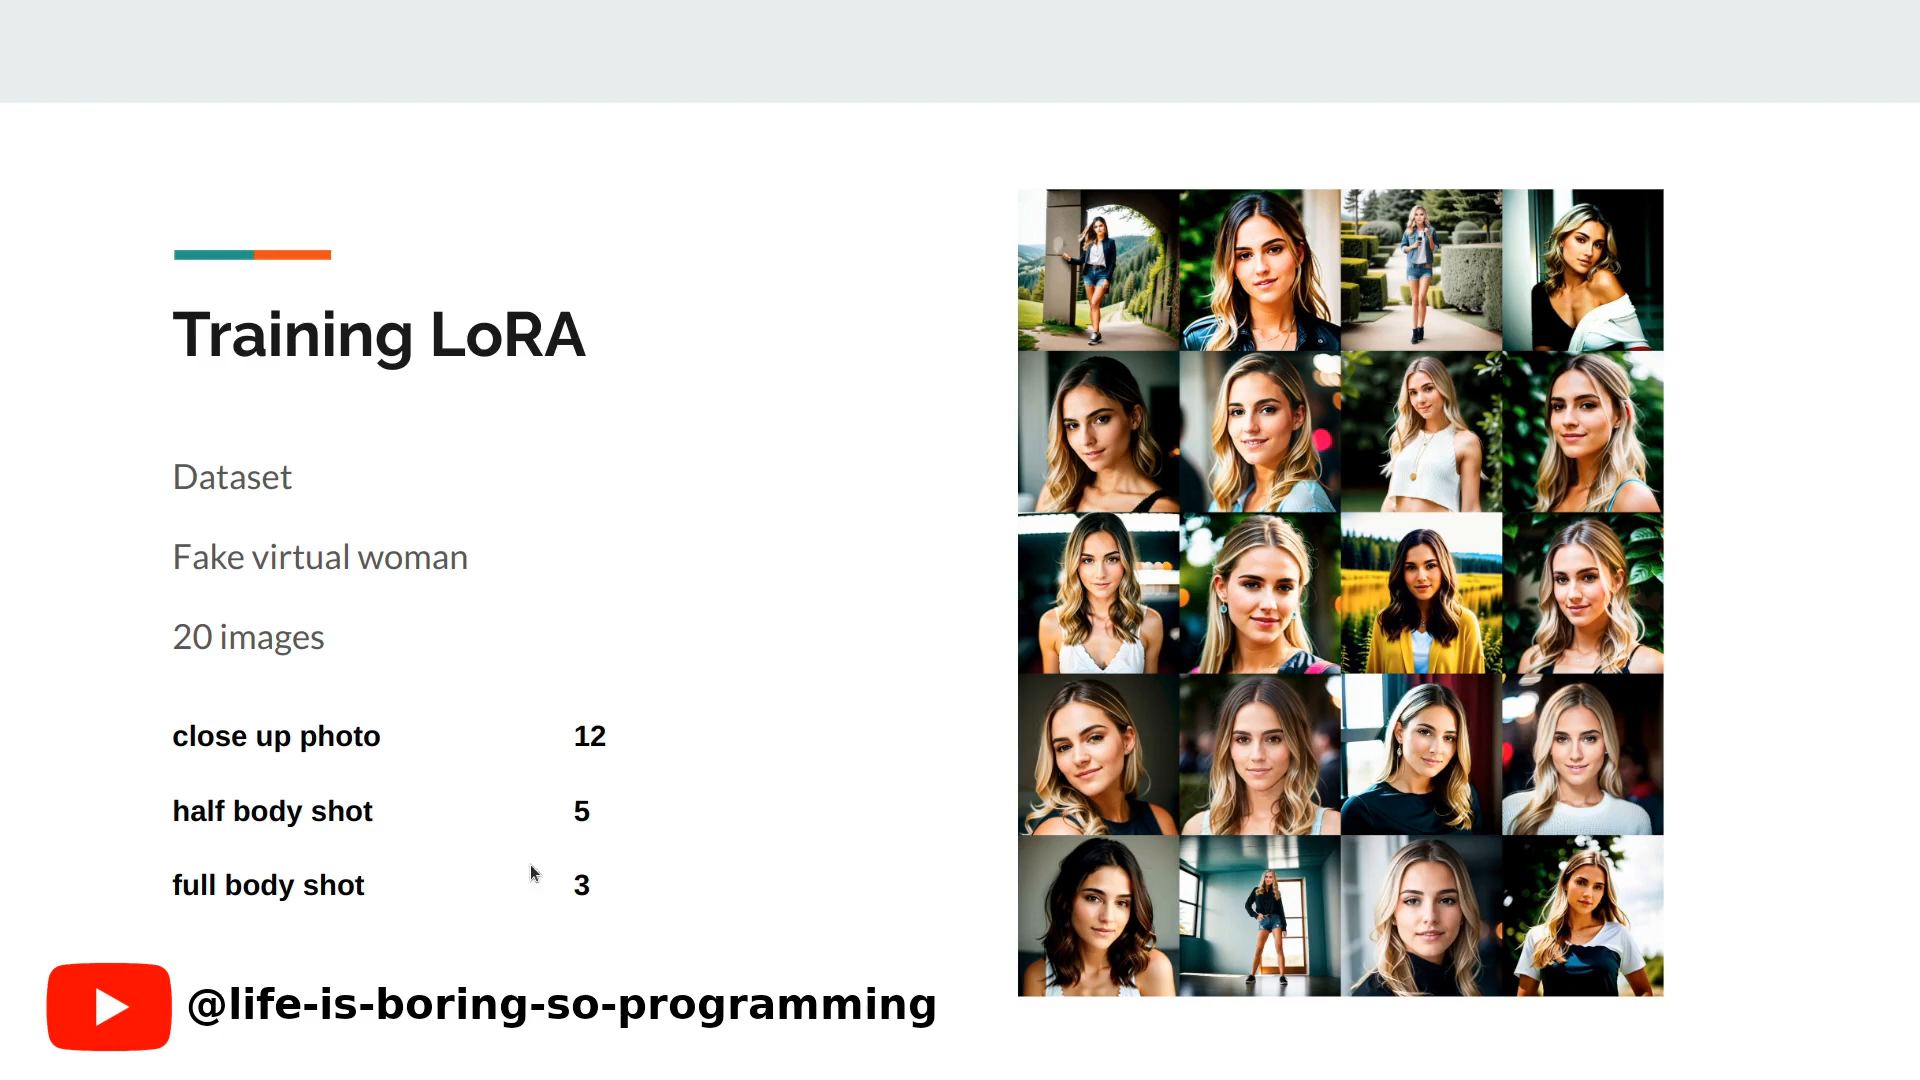 Training LoRA
Dataset
Fake virtual woman
20 images
close up photo 12
half body shot 5
full body shot 3
@life-is-boring-so-programming